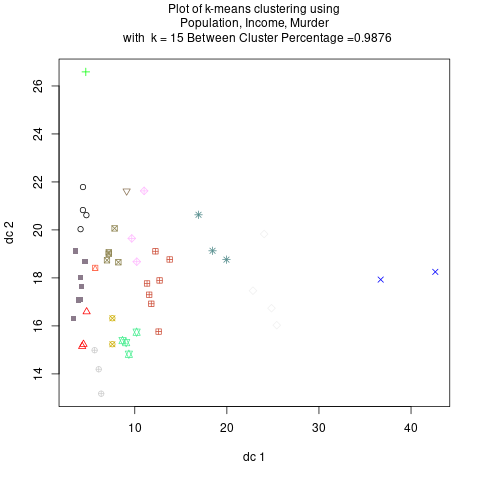 Plot of k-means clustering using
Population, Income, Murder
with k = 15 Between Cluster Percentage =0.9876
26
24
22
20
18
16
14
dc 2
10 20 30 40
dc 1